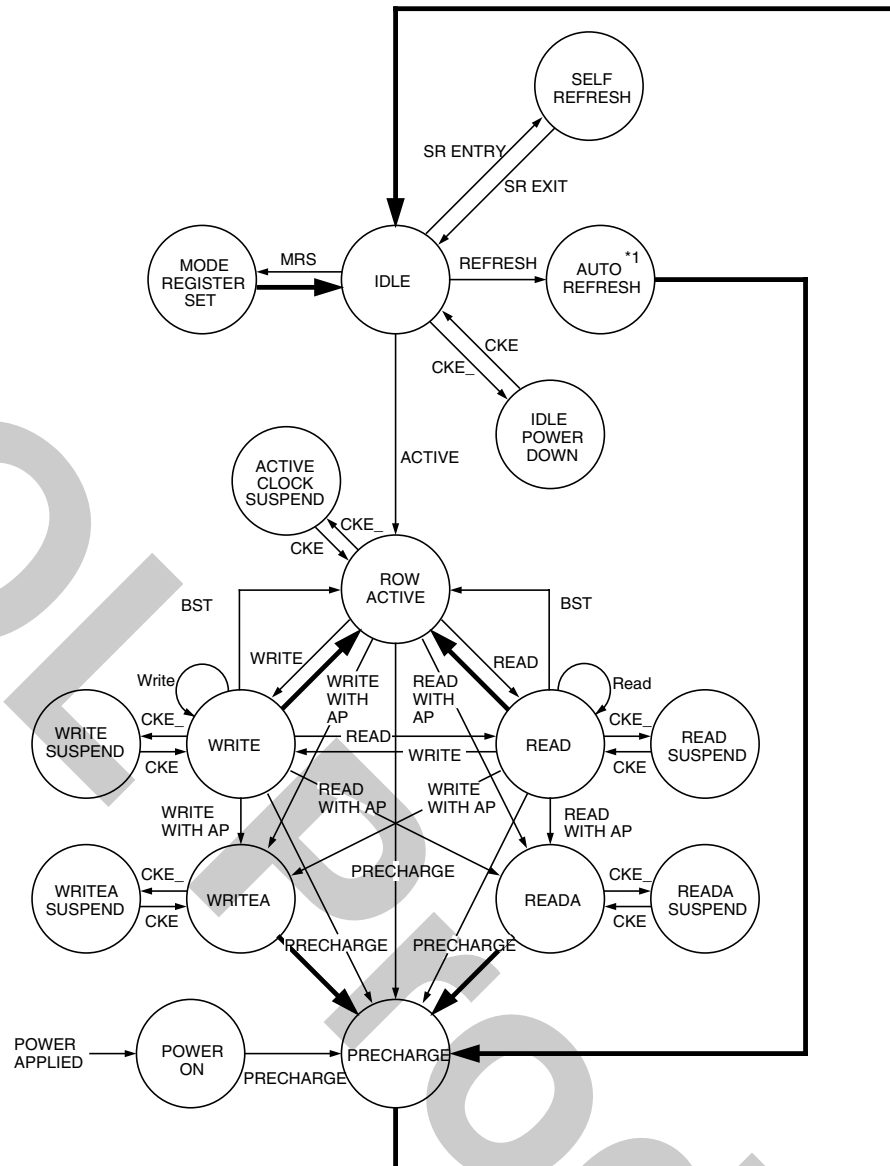 SELF
REFRESH
SR ENTRY
SR EXIT
MODE
REGISTER
SET
MRS
IDLE
REFRESH
AUTO *1
REFRESH
CKE
CKE_
IDLE
POWER
DOWN
ACTIVE
ACTIVE
CLOCK
SUSPEND
CKE_
CKE
ROW
ACTIVE
BST
BST
WRITE
READ
Write
WRITE
WITH
AP
READ
WITH
AP
Read
WRITE
SUSPEND
CKE_
CKE
WRITE
READ
WRITE
READ
CKE_
CKE
READ
SUSPEND
WRITE
WITH AP
READ
WITH AP
WRITE
WITH AP
READ
WITH AP
PRECHARGE
WRITEA
SUSPEND
CKE_
CKE
WRITEA
READA
CKE_
CKE
READA
SUSPEND
PRECHARGE
PRECHARGE
POWER
APPLIED
POWER
ON
PRECHARGE
PRECHARGE